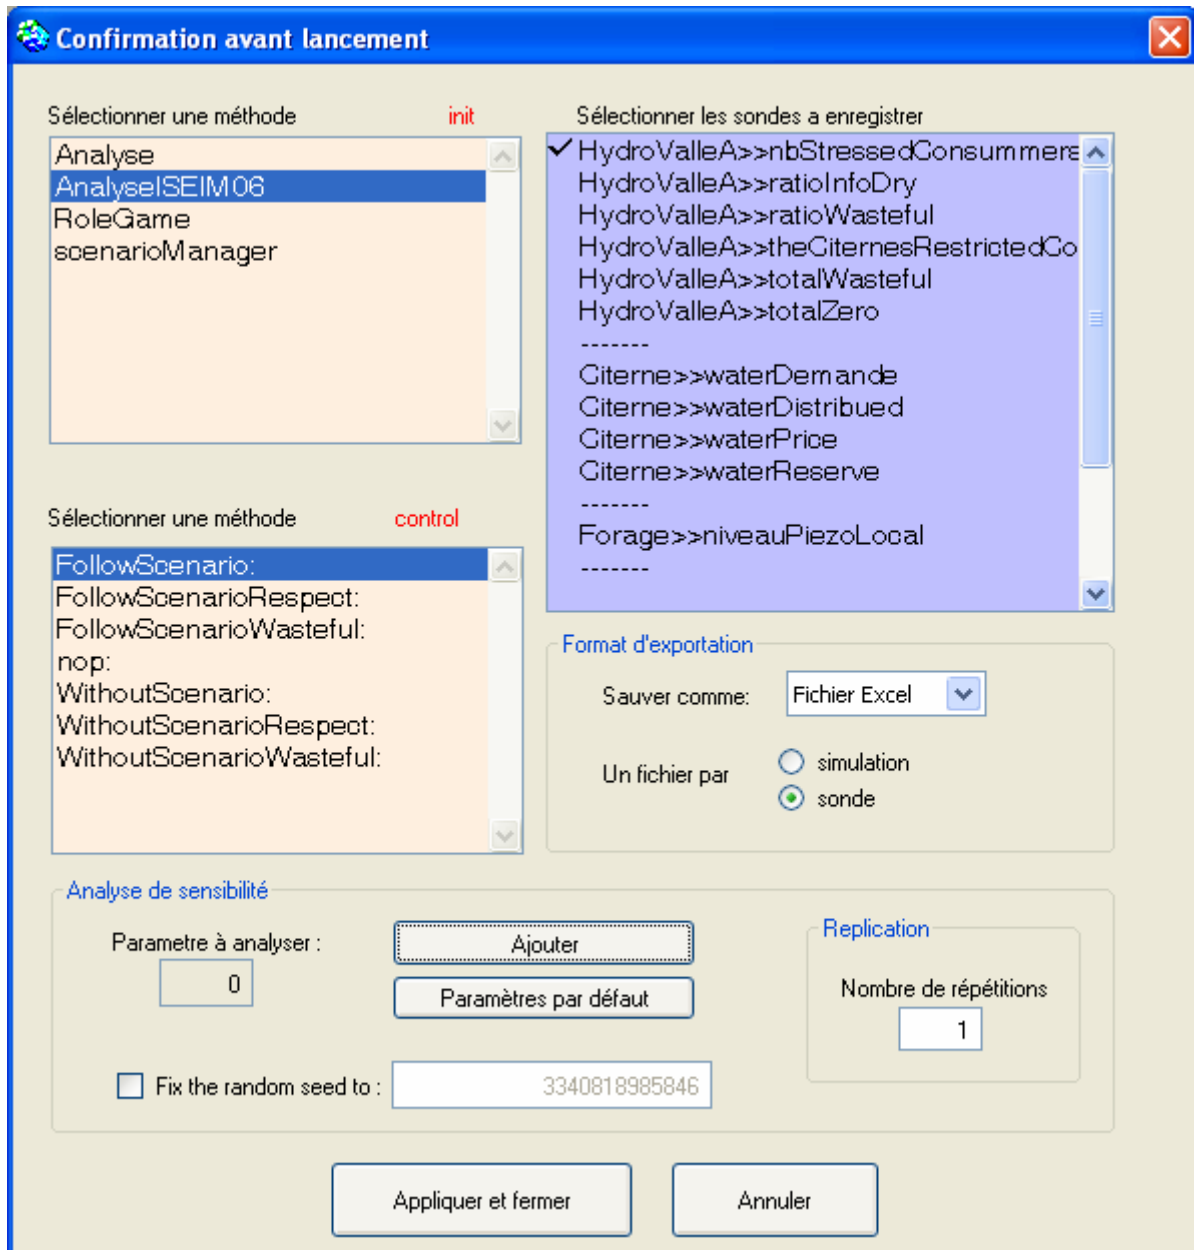 Confirmation avant lancement
Sélectionner une méthode init
Analyse
AnalyseISEIM06
RoleGame
scenarioManager
Sélectionner les sondes a enregistrer
HydroValleA>>nbStressedConsummers
HydroValleA>>ratioInfoDry
HydroValleA>>ratioWasteful
HydroValleA>>theCiternesRestrictedCo
HydroValleA>>totalWasteful
HydroValleA>>totalZero
-------
Citerne>>waterDemande
Citerne>>waterDistribued
Citerne>>waterPrice
Citerne>>waterReserve
-------
Forage>>niveauPiezoLocal
-------
Sélectionner une méthode control
FollowScenario:
FollowScenarioRespect:
FollowScenarioWasteful:
nop:
WithoutScenario:
WithoutScenarioRespect:
WithoutScenarioWasteful:
Format d'exportation
Sauver comme: Fichier Excel
Un fichier par
simulation
sonde
Analyse de sensibilité
Parametre à analyser :
0
Ajouter
Paramètres par défaut
Replication
Nombre de répétitions
1
Fix the random seed to : 3340818985846
Appliquer et fermer
Annuler